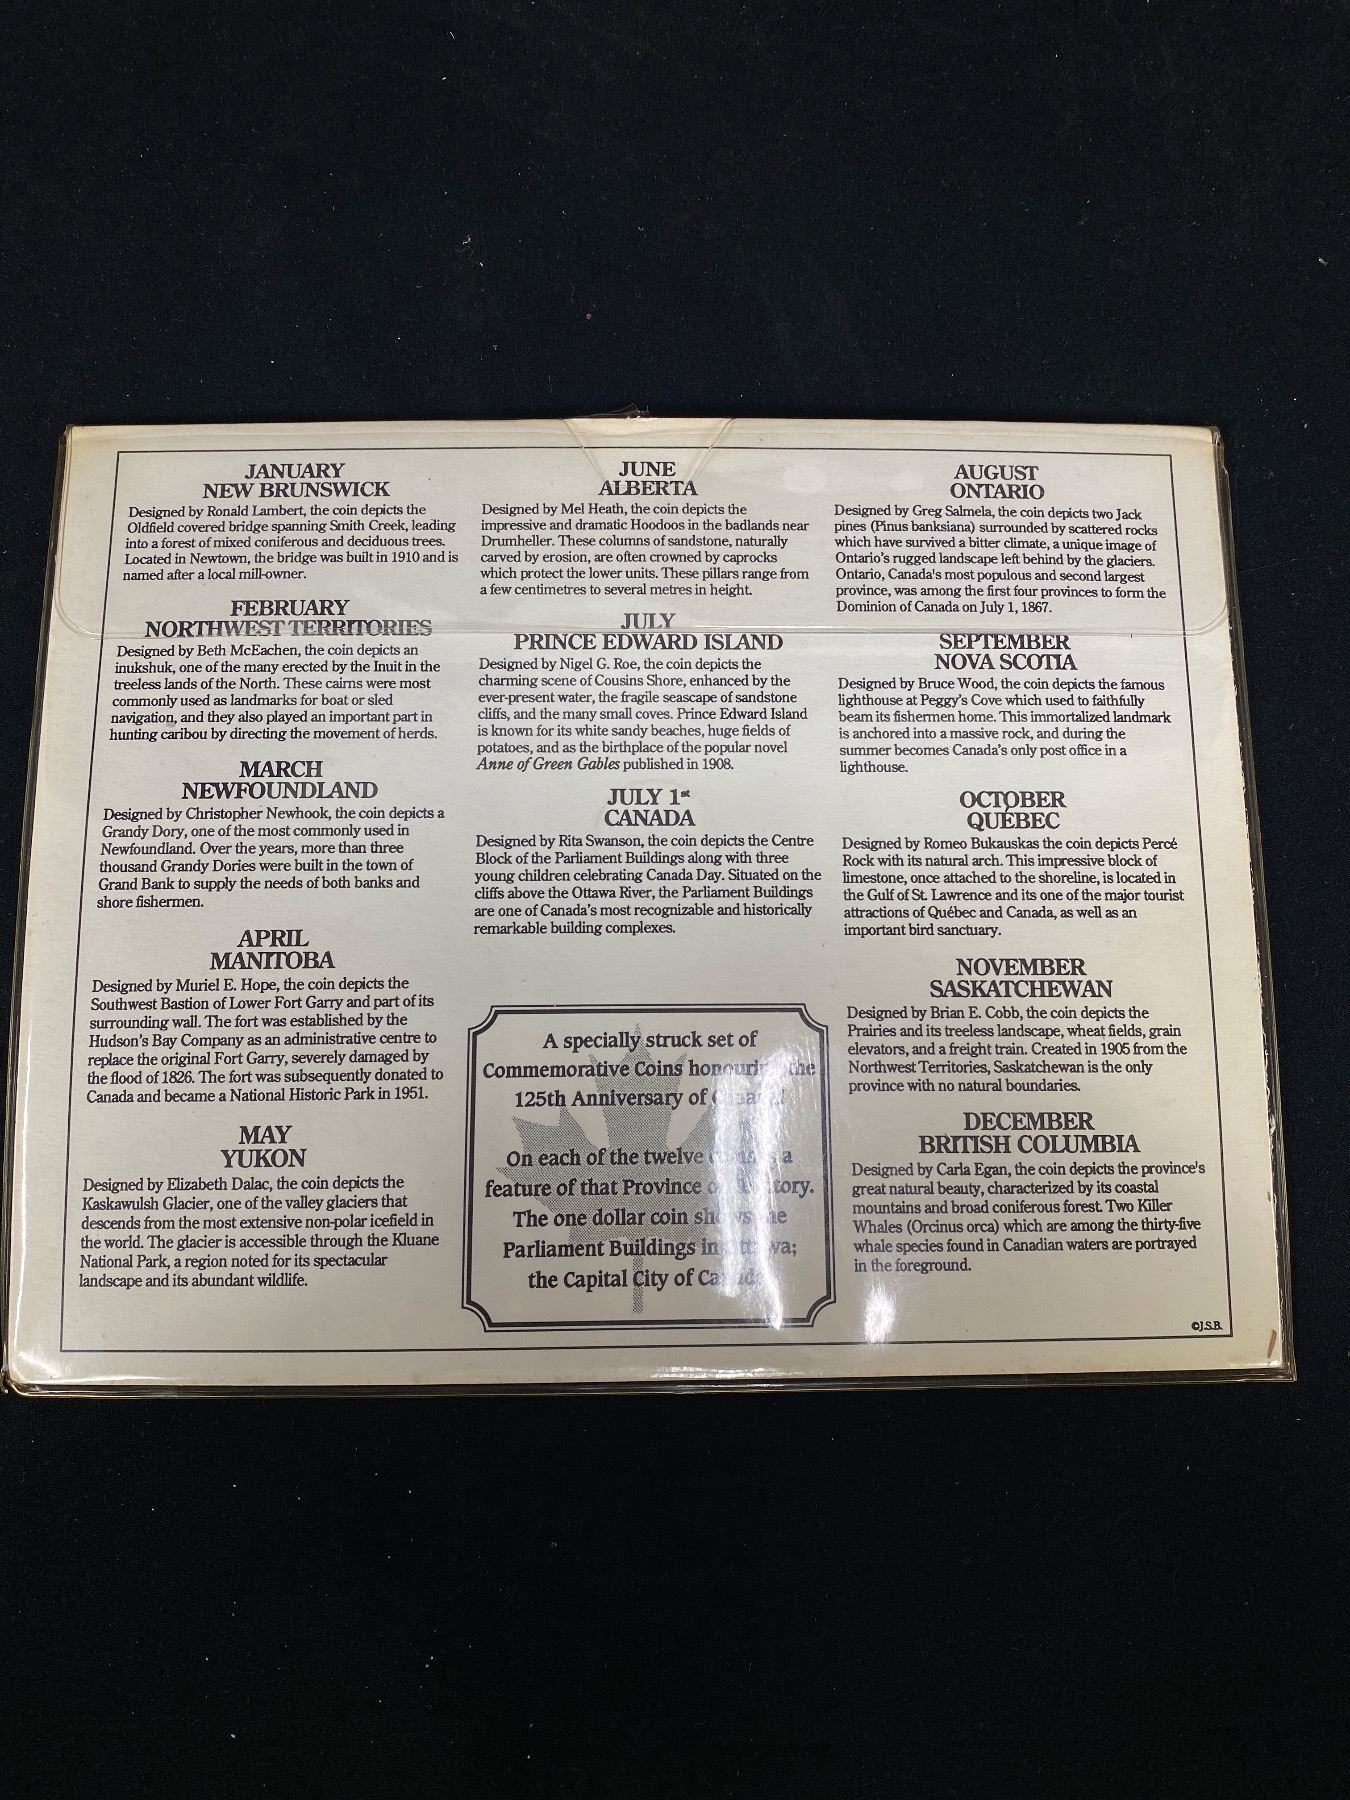 JANUARY
NEW BRUNSWICK
Designed by Ronald Lambert, the coin depicts the
Oldfield covered bridge spanning Smith Creek, leading
into a forest of mixed coniferous and deciduous trees.
Located in Newtown, the bridge was built in 1910 and is
named after a local mill-owner.
FEBRUARY
NORTHWEST TERRITORIES
Designed by Beth McEachen, the coin depicts an
inukshuk, one of the many erected by the Inuit in the
treeless lands of the North. These cairns were most
commonly used as landmarks for boat or sled
navigation, and they also played an important part in
hunting caribou by directing the movement of herds.
MARCH
NEWFOUNDLAND
Designed by Christopher Newhook, the coin depicts a
Grandy Dory, one of the most commonly used in
Newfoundland. Over the years, more than three
thousand Grandy Dories were built in the town of
Grand Bank to supply the needs of both banks and
shore fishermen.
APRIL
MANITOBA
Designed by Muriel E. Hope, the coin depicts the
Southwest Bastion of Lower Fort Garry and part of its
surrounding wall. The fort was established by the
Hudson's Bay Company as an administrative centre to
replace the original Fort Garry, severely damaged by
the flood of 1826. The fort was subsequently donated to
Canada and became a National Historic Park in 1951.
MAY
YUKON
Designed by Elizabeth Dalac, the coin depicts the
Kaskawulsh Glacier, one of the valley glaciers that
descends from the most extensive non-polar icefield in
the world. The glacier is accessible through the Kluane
National Park, a region noted for its spectacular
landscape and its abundant wildlife.
JUNE
ALBERTA
Designed by Mel Heath, the coin depicts the
impressive and dramatic Hoodoos in the badlands near
Drumheller. These columns of sandstone, naturally
carved by erosion, are often crowned by caprocks
which protect the lower units. These pillars range from
a few centimetres to several metres in height.
JULY
PRINCE EDWARD ISLAND
Designed by Nigel G. Roe, the coin depicts the
charming scene of Cousins Shore, enhanced by the
ever-present water, the fragile seascape of sandstone
cliffs, and the many small coves. Prince Edward Island
is known for its white sandy beaches, huge fields of
potatoes, and as the birthplace of the popular novel
Anne of Green Gables published in 1908.
JULY 1st
CANADA
Designed by Rita Swanson, the coin depicts the Centre
Block of the Parliament Buildings along with three
young children celebrating Canada Day. Situated on the
cliffs above the Ottawa River, the Parliament Buildings
are one of Canada's most recognizable and historically
remarkable building complexes.
A specially struck set of
Commemorative Coins honouring the
125th Anniversary of Canada!
On each of the twelve coins a
feature of that Province or Territory.
The one dollar coin shows the
Parliament Buildings in Ottawa;
the Capital City of Canada
AUGUST
ONTARIO
Designed by Greg Salmela, the coin depicts two Jack
pines (Pinus banksiana) surrounded by scattered rocks
which have survived a bitter climate, a unique image of
Ontario's rugged landscape left behind by the glaciers.
Ontario, Canada's most populous and second largest
province, was among the first four provinces to form the
Dominion of Canada on July 1, 1867.
SEPTEMBER
NOVA SCOTIA
Designed by Bruce Wood, the coin depicts the famous
lighthouse at Peggy's Cove which used to faithfully
beam its fishermen home. This immortalized landmark
is anchored into a massive rock, and during the
summer becomes Canada's only post office in a
lighthouse.
OCTOBER
QUÉBEC
Designed by Romeo Bukauskas the coin depicts Percé
Rock with its natural arch. This impressive block of
limestone, once attached to the shoreline, is located in
the Gulf of St. Lawrence and its one of the major tourist
attractions of Québec and Canada, as well as an
important bird sanctuary.
NOVEMBER
SASKATCHEWAN
Designed by Brian E. Cobb, the coin depicts the
Prairies and its treeless landscape, wheat fields, grain
elevators, and a freight train. Created in 1905 from the
Northwest Territories, Saskatchewan is the only
province with no natural boundaries.
DECEMBER
BRITISH COLUMBIA
Designed by Carla Egan, the coin depicts the province's
great natural beauty, characterized by its coastal
mountains and broad coniferous forest. Two Killer
Whales (Orcinus orca) which are among the thirty-five
whale species found in Canadian waters are portrayed
in the foreground.
©J.S.B.